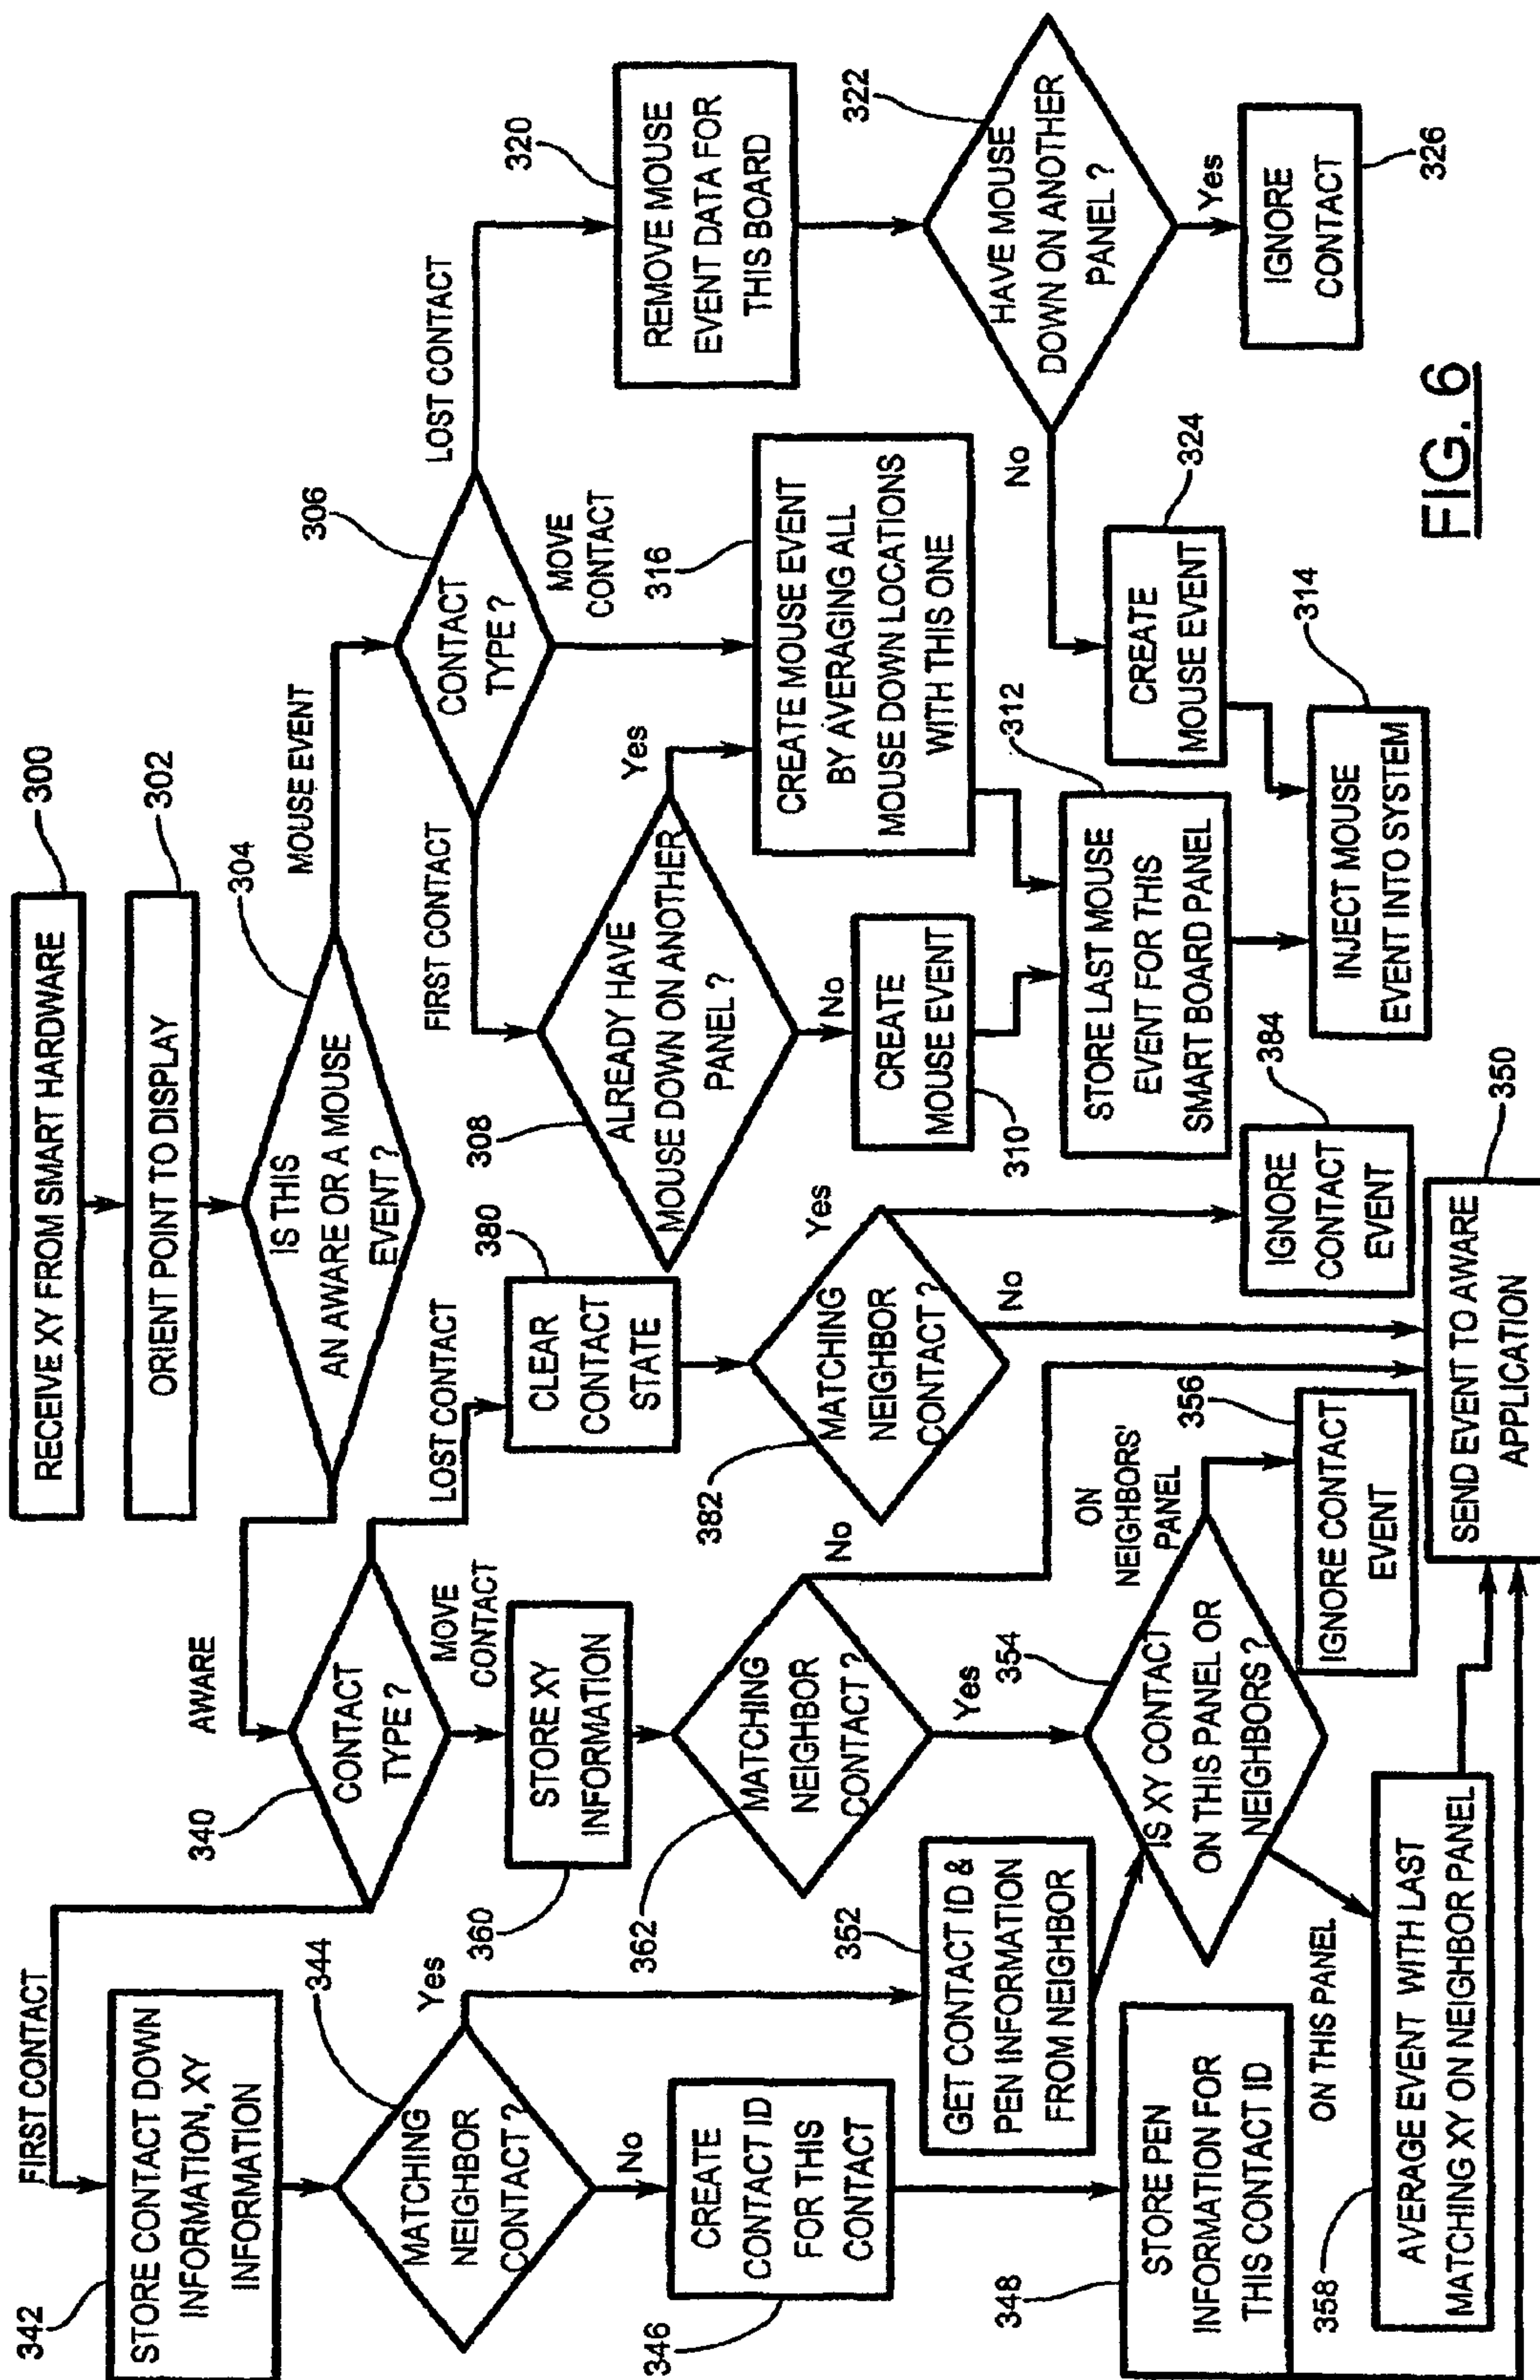 RECEIVE XY FROM SMART HARDWARE
300
ORIENT POINT TO DISPLAY
302
IS THIS
AN AWARE OR A MOUSE
EVENT ?
304
AWARE
MOUSE EVENT
CONTACT
TYPE ?
340
FIRST CONTACT
MOVE
CONTACT
LOST CONTACT
STORE CONTACT DOWN
INFORMATION, XY
INFORMATION
342
MATCHING
NEIGHBOR
CONTACT ?
344
Yes
No
CREATE
CONTACT ID
FOR THIS
CONTACT
346
STORE PEN
INFORMATION FOR
THIS CONTACT ID
348
GET CONTACT ID &
PEN INFORMATION
FROM NEIGHBOR
352
STORE XY
INFORMATION
360
MATCHING
NEIGHBOR
CONTACT ?
362
No
Yes
IS XY CONTACT
ON THIS PANEL OR
NEIGHBORS ?
354
ON
NEIGHBORS'
PANEL
IGNORE CONTACT
EVENT
356
ON THIS PANEL
AVERAGE EVENT WITH LAST
MATCHING XY ON NEIGHBOR PANEL
358
CLEAR
CONTACT
STATE
380
MATCHING
NEIGHBOR
CONTACT ?
382
Yes
No
IGNORE
CONTACT
EVENT
384
SEND EVENT TO AWARE
APPLICATION
350
CONTACT
TYPE ?
306
FIRST CONTACT
MOVE
CONTACT
LOST CONTACT
ALREADY HAVE
MOUSE DOWN ON ANOTHER
PANEL ?
308
Yes
No
CREATE
MOUSE EVENT
310
CREATE MOUSE EVENT
BY AVERAGING ALL
MOUSE DOWN LOCATIONS
WITH THIS ONE
316
STORE LAST MOUSE
EVENT FOR THIS
SMART BOARD PANEL
312
INJECT MOUSE
EVENT INTO SYSTEM
314
REMOVE MOUSE
EVENT DATA FOR
THIS BOARD
320
HAVE MOUSE
DOWN ON ANOTHER
PANEL ?
322
No
Yes
CREATE
MOUSE EVENT
324
IGNORE
CONTACT
326
FIG. 6